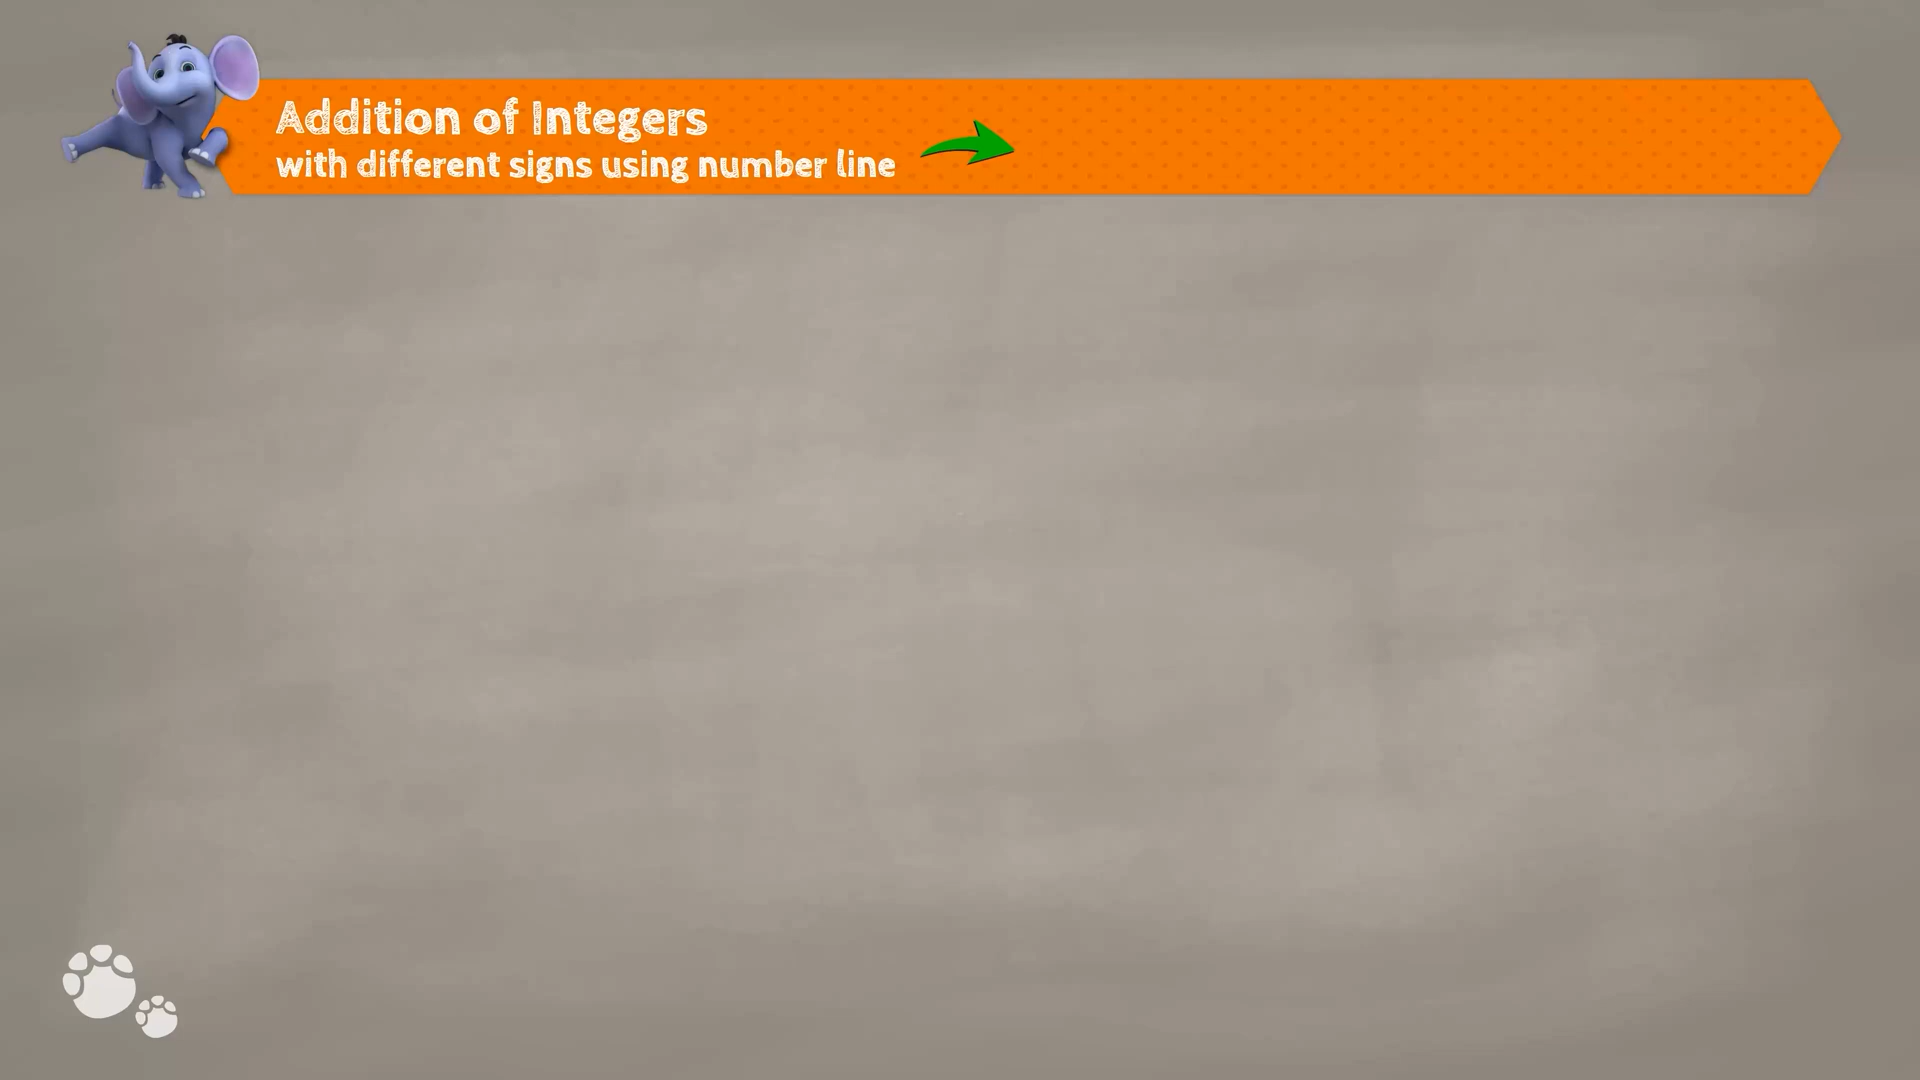 Addition of Integers
with different signs using number line